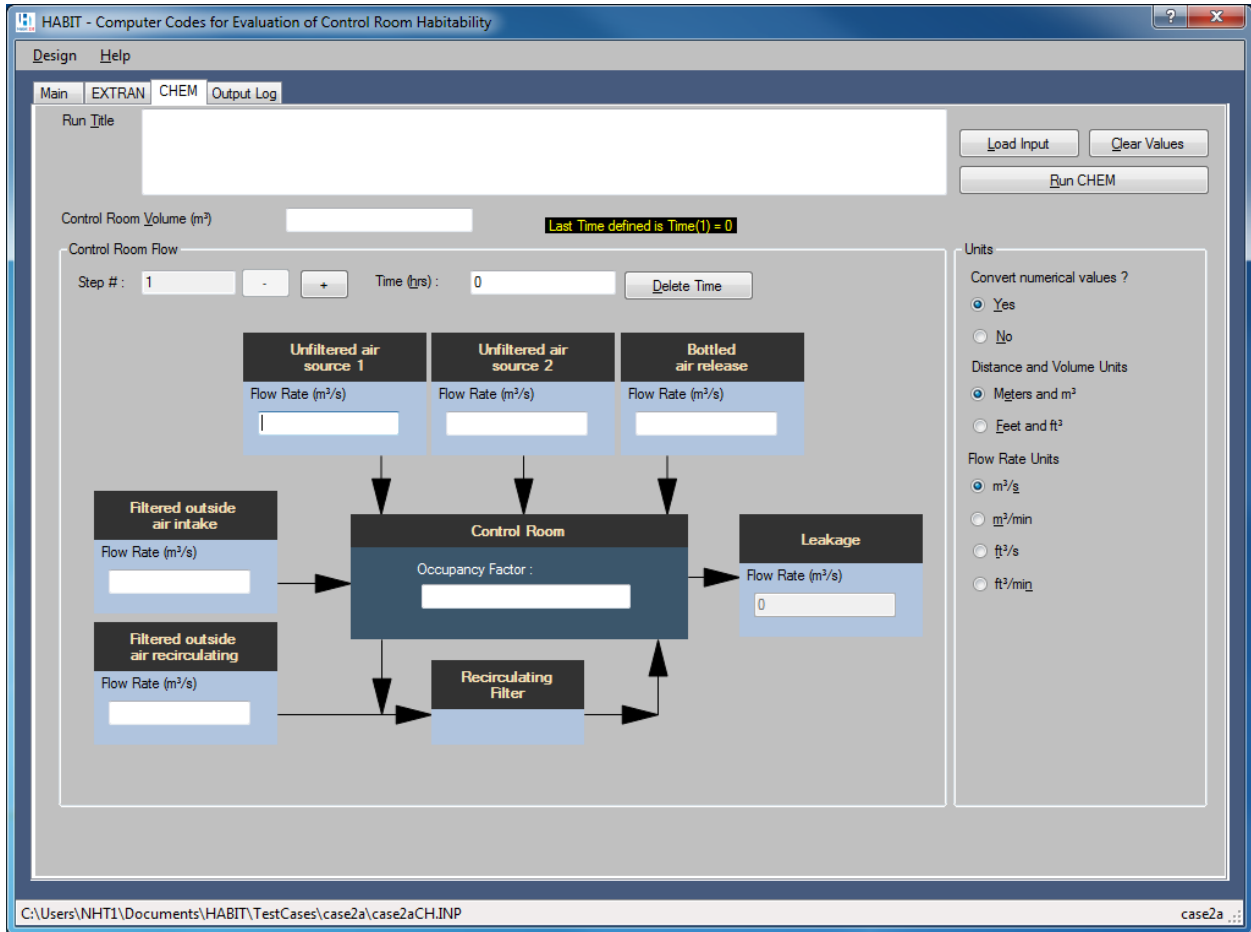 HABIT - Computer Codes for Evaluation of Control Room Habitability
? X
Design Help
Main EXTRAN CHEM Output Log
Run Title
Load Input Clear Values
Run CHEM
Control Room Volume (m³)
Last Time defined is Time(1) = 0
Control Room Flow
Step # : 1 - + Time (hrs) : 0 Delete Time
Unfiltered air
source 1
Flow Rate (m³/s)
Unfiltered air
source 2
Flow Rate (m³/s)
Bottled
air release
Flow Rate (m³/s)
Filtered outside
air intake
Flow Rate (m³/s)
Control Room
Occupancy Factor :
Leakage
Flow Rate (m³/s)
0
Filtered outside
air recirculating
Flow Rate (m³/s)
Recirculating
Filter
Units
Convert numerical values ?
Yes
No
Distance and Volume Units
Meters and m³
Feet and ft³
Flow Rate Units
m³/s
m³/min
ft³/s
ft³/min
C:\Users\NHT1\Documents\HABIT\TestCases\case2a\case2aCH.INP
case2a